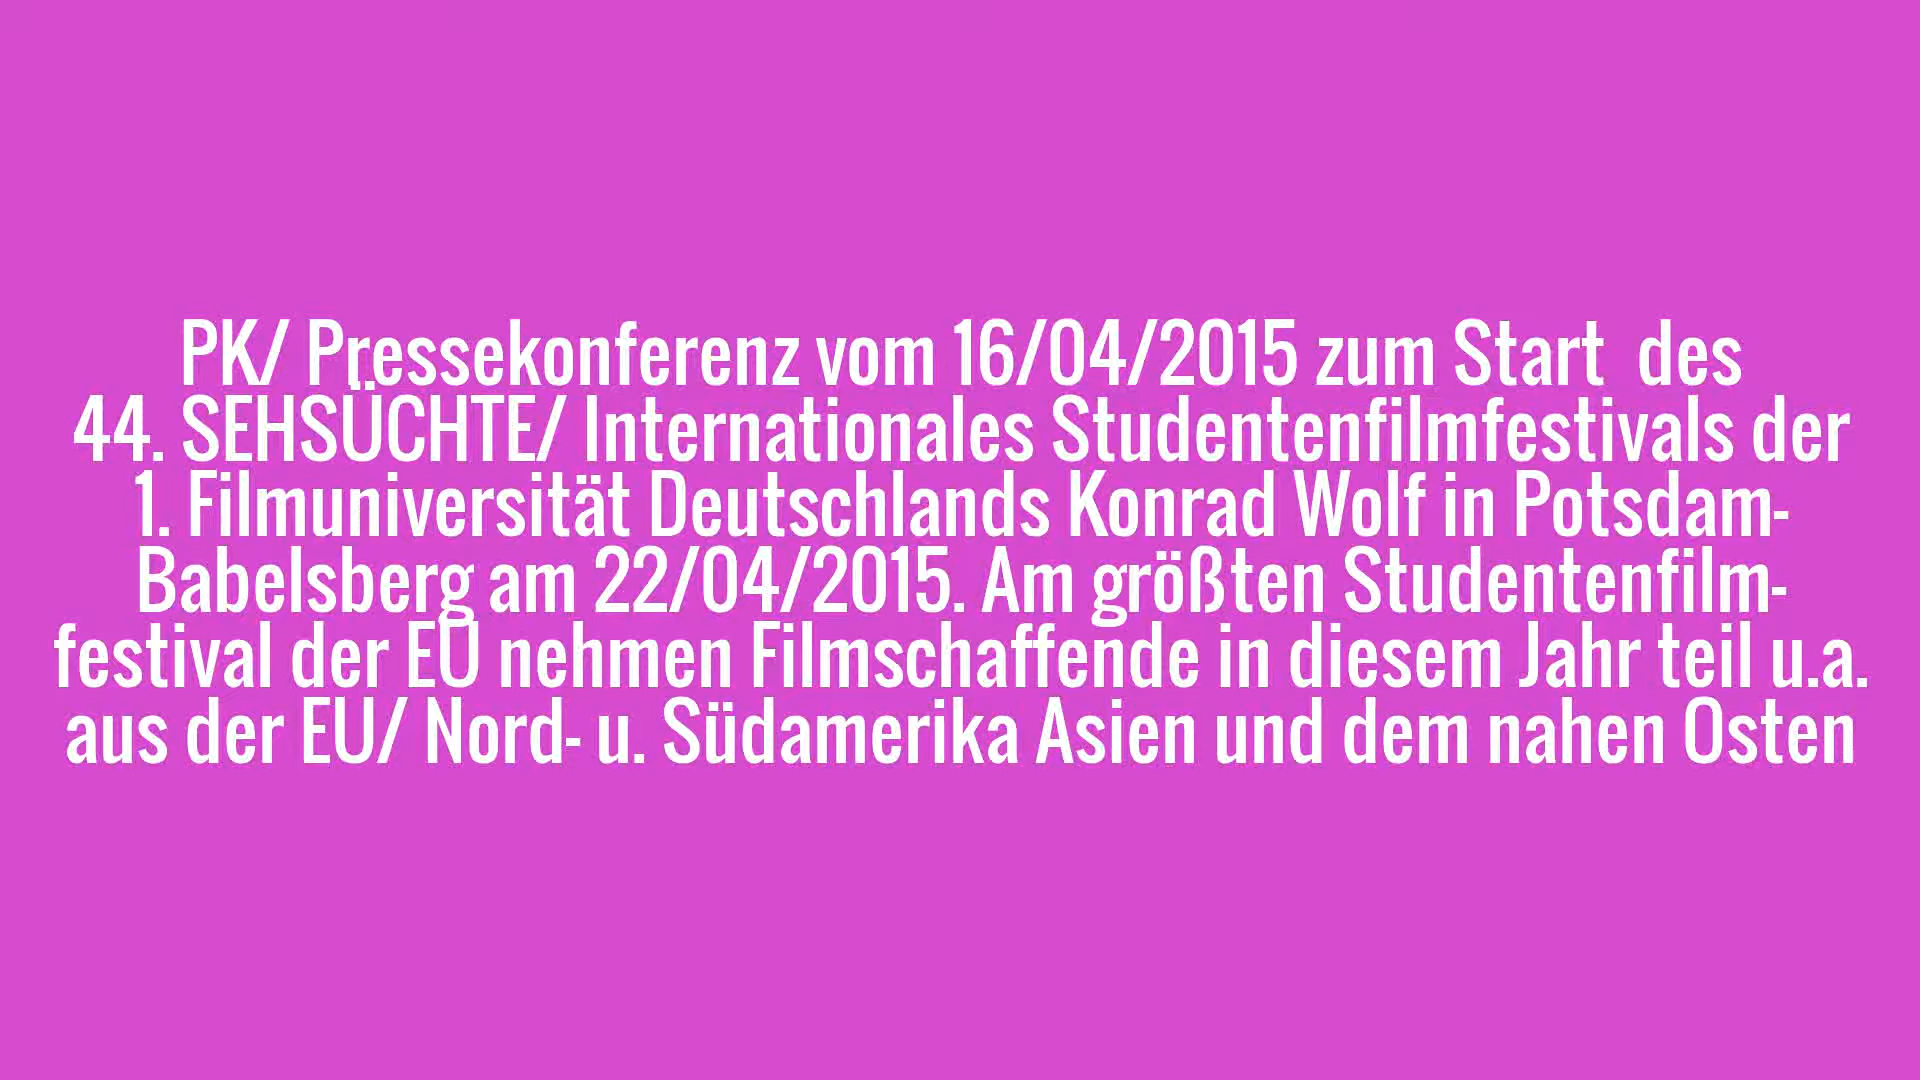 PK/ Pressekonferenz vom 16/04/2015 zum Start  des
44. SEHSÜCHTE/ Internationales Studentenfilmfestivals der
1. Filmuniversität Deutschlands Konrad Wolf in Potsdam-
Babelsberg am 22/04/2015. Am größten Studentenfilm-
festival der EU nehmen Filmschaffende in diesem Jahr teil u.a.
aus der EU/ Nord- u. Südamerika Asien und dem nahen Osten